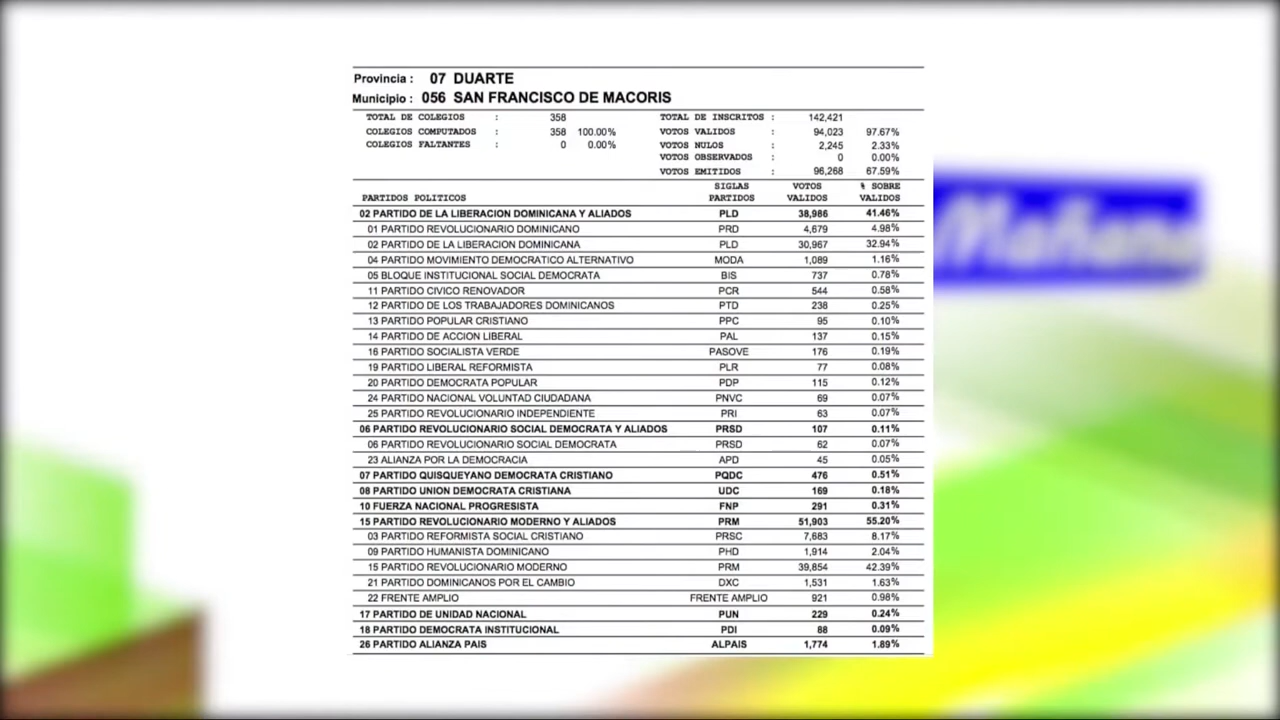 Provincia : 07 DUARTE
Municipio : 056 SAN FRANCISCO DE MACORIS
TOTAL DE COLEGIOS : 358 TOTAL DE INSCRITOS : 142,421
COLEGIOS COMPUTADOS : 358 100.00% VOTOS VALIDOS : 94,023 97.67%
COLEGIOS FALTANTES : 0 0.00% VOTOS NULOS : 2,245 2.33%
VOTOS OBSERVADOS : 0 0.00%
VOTOS EMITIDOS : 96,268 67.59%
SIGLAS VOTOS % SOBRE
PARTIDOS POLITICOS PARTIDOS VALIDOS VALIDOS
02 PARTIDO DE LA LIBERACION DOMINICANA Y ALIADOS PLD 38,986 41.46%
01 PARTIDO REVOLUCIONARIO DOMINICANO PRD 4,679 4.98%
02 PARTIDO DE LA LIBERACION DOMINICANA PLD 30,967 32.94%
04 PARTIDO MOVIMIENTO DEMOCRATICO ALTERNATIVO MODA 1,089 1.16%
05 BLOQUE INSTITUCIONAL SOCIAL DEMOCRATA BIS 737 0.78%
11 PARTIDO CIVICO RENOVADOR PCR 544 0.58%
12 PARTIDO DE LOS TRABAJADORES DOMINICANOS PTD 238 0.25%
13 PARTIDO POPULAR CRISTIANO PPC 95 0.10%
14 PARTIDO DE ACCION LIBERAL PAL 137 0.15%
16 PARTIDO SOCIALISTA VERDE PASOVE 176 0.19%
19 PARTIDO LIBERAL REFORMISTA PLR 77 0.08%
20 PARTIDO DEMOCRATA POPULAR PDP 115 0.12%
24 PARTIDO NACIONAL VOLUNTAD CIUDADANA PNVC 69 0.07%
25 PARTIDO REVOLUCIONARIO INDEPENDIENTE PRI 63 0.07%
06 PARTIDO REVOLUCIONARIO SOCIAL DEMOCRATA Y ALIADOS PRSD 107 0.11%
06 PARTIDO REVOLUCIONARIO SOCIAL DEMOCRATA PRSD 62 0.07%
23 ALIANZA POR LA DEMOCRACIA APD 45 0.05%
07 PARTIDO QUISQUEYANO DEMOCRATA CRISTIANO PQDC 476 0.51%
08 PARTIDO UNION DEMOCRATA CRISTIANA UDC 169 0.18%
10 FUERZA NACIONAL PROGRESISTA FNP 291 0.31%
15 PARTIDO REVOLUCIONARIO MODERNO Y ALIADOS PRM 51,903 55.20%
03 PARTIDO REFORMISTA SOCIAL CRISTIANO PRSC 7,683 8.17%
09 PARTIDO HUMANISTA DOMINICANO PHD 1,914 2.04%
15 PARTIDO REVOLUCIONARIO MODERNO PRM 39,854 42.39%
21 PARTIDO DOMINICANOS POR EL CAMBIO DXC 1,531 1.63%
22 FRENTE AMPLIO FRENTE AMPLIO 921 0.98%
17 PARTIDO DE UNIDAD NACIONAL PUN 229 0.24%
18 PARTIDO DEMOCRATA INSTITUCIONAL PDI 88 0.09%
26 PARTIDO ALIANZA PAIS ALPAIS 1,774 1.89%